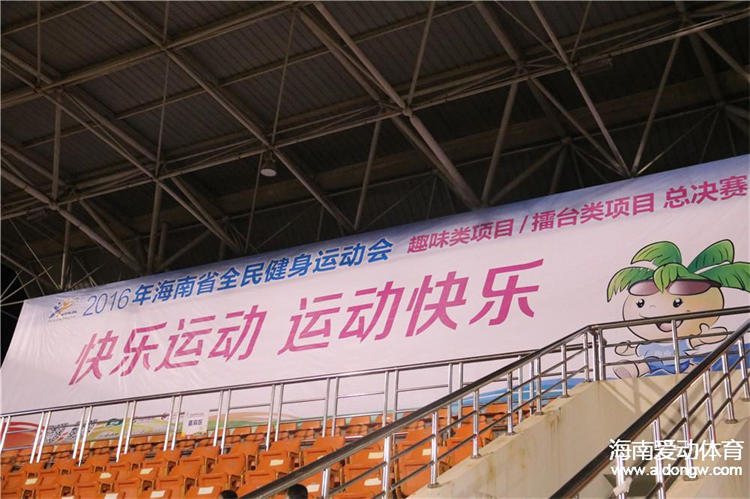 2016年海南省全民健身运动会 趣味类项目/擂台类项目 总决赛
快乐运动 运动快乐
海南爱动体育
www.aidongw.com